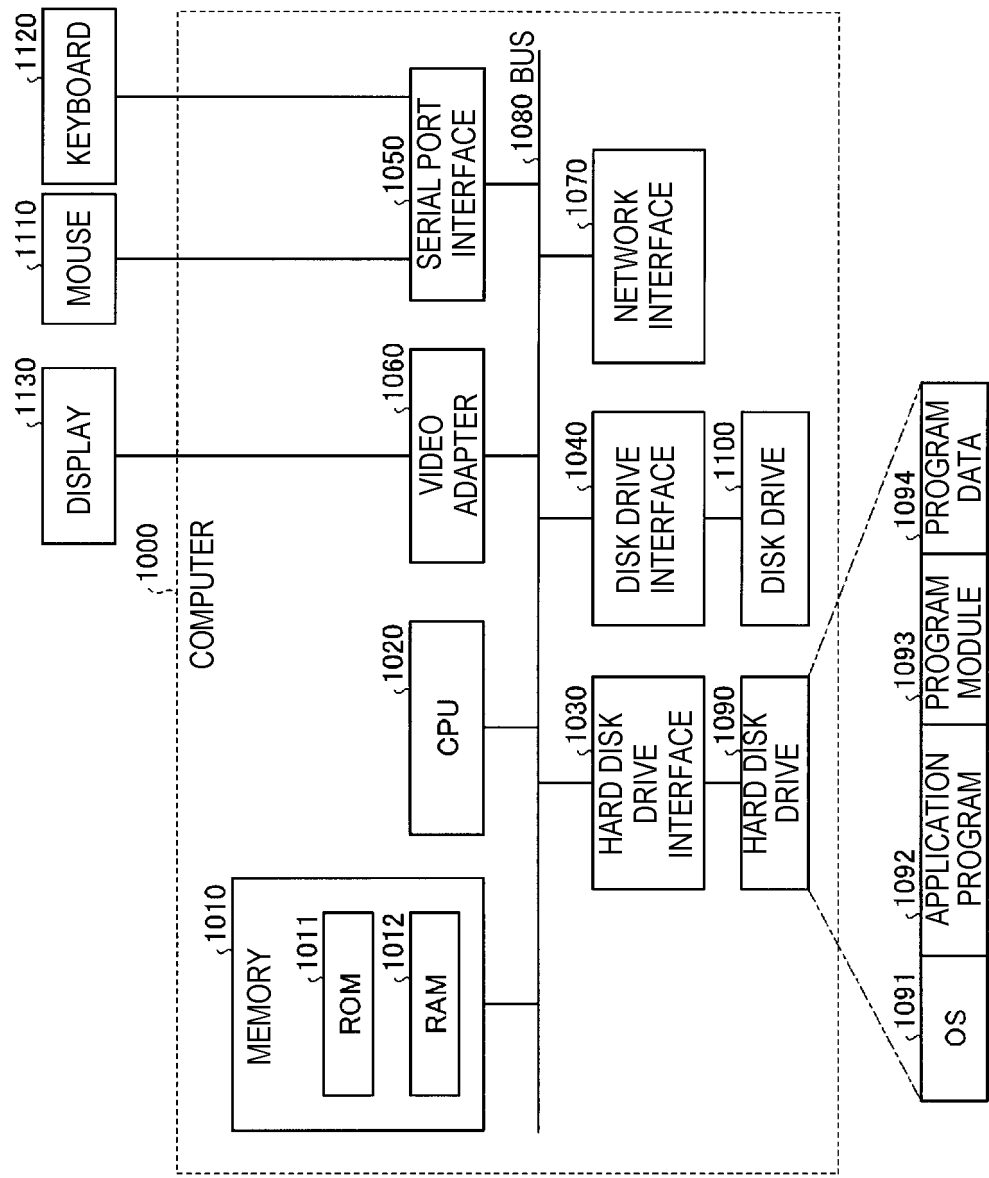 1000
COMPUTER
1010
MEMORY
1011
ROM
1012
RAM
1020
CPU
1130
DISPLAY
1110
MOUSE
1120
KEYBOARD
1060
VIDEO
ADAPTER
1050
SERIAL PORT
INTERFACE
1080 BUS
1030
HARD DISK
DRIVE
INTERFACE
1040
DISK DRIVE
INTERFACE
1070
NETWORK
INTERFACE
1090
HARD DISK
DRIVE
1100
DISK DRIVE
1091
OS
1092
APPLICATION
PROGRAM
1093
PROGRAM
MODULE
1094
PROGRAM
DATA